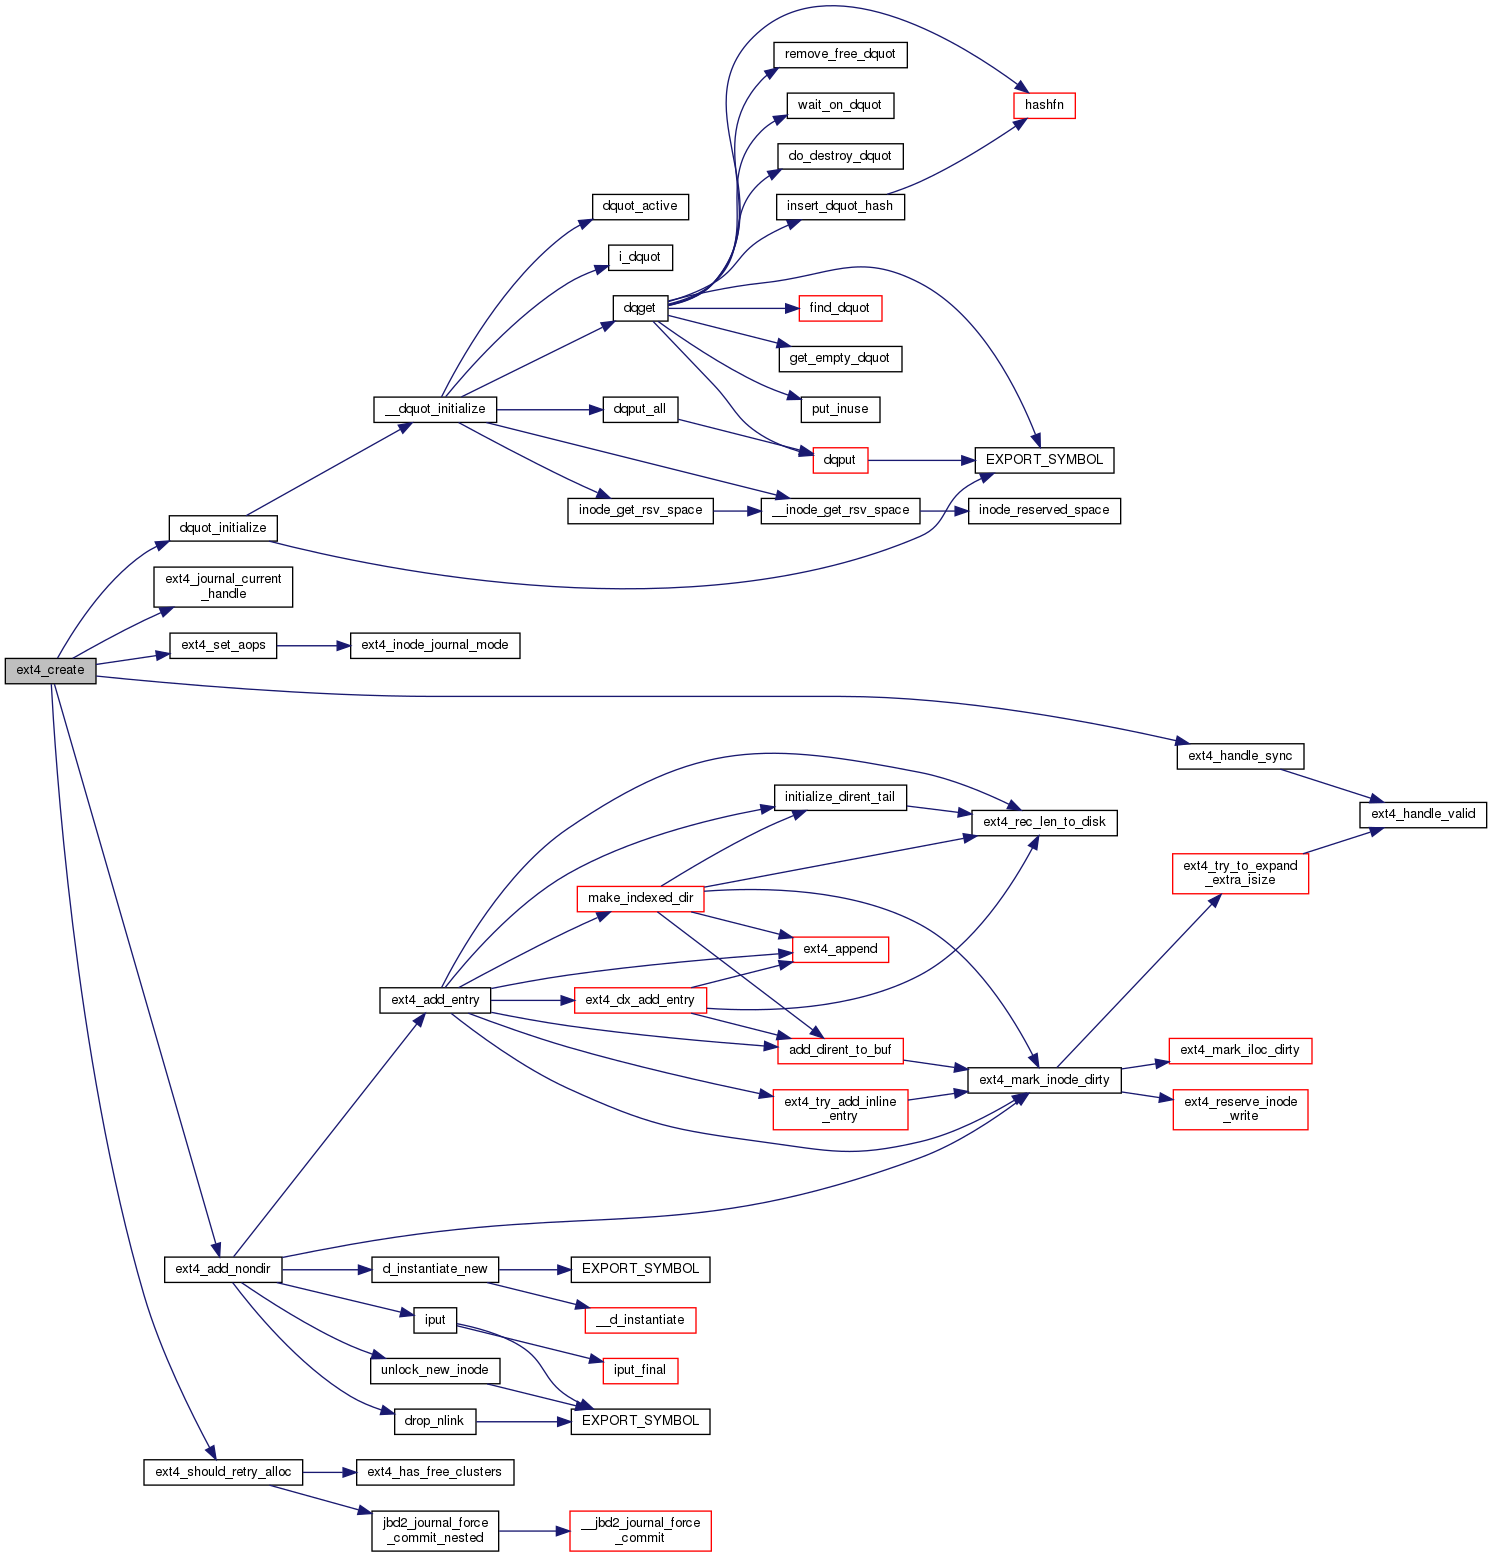 remove_free_dquot
wait_on_dquot
hashfn
do_destroy_dquot
dquot_active
insert_dquot_hash
i_dquot
dqget
find_dquot
get_empty_dquot
__dquot_initialize
dqput_all
put_inuse
dqput
EXPORT_SYMBOL
inode_get_rsv_space
__inode_get_rsv_space
inode_reserved_space
dquot_initialize
ext4_journal_current
_handle
ext4_set_aops
ext4_inode_journal_mode
ext4_create
ext4_handle_sync
initialize_dirent_tail
ext4_rec_len_to_disk
ext4_handle_valid
ext4_try_to_expand
_extra_isize
make_indexed_dir
ext4_append
ext4_add_entry
ext4_dx_add_entry
add_dirent_to_buf
ext4_mark_iloc_dirty
ext4_mark_inode_dirty
ext4_try_add_inline
_entry
ext4_reserve_inode
_write
ext4_add_nondir
d_instantiate_new
EXPORT_SYMBOL
iput
__d_instantiate
unlock_new_inode
iput_final
drop_nlink
EXPORT_SYMBOL
ext4_should_retry_alloc
ext4_has_free_clusters
jbd2_journal_force
_commit_nested
__jbd2_journal_force
_commit